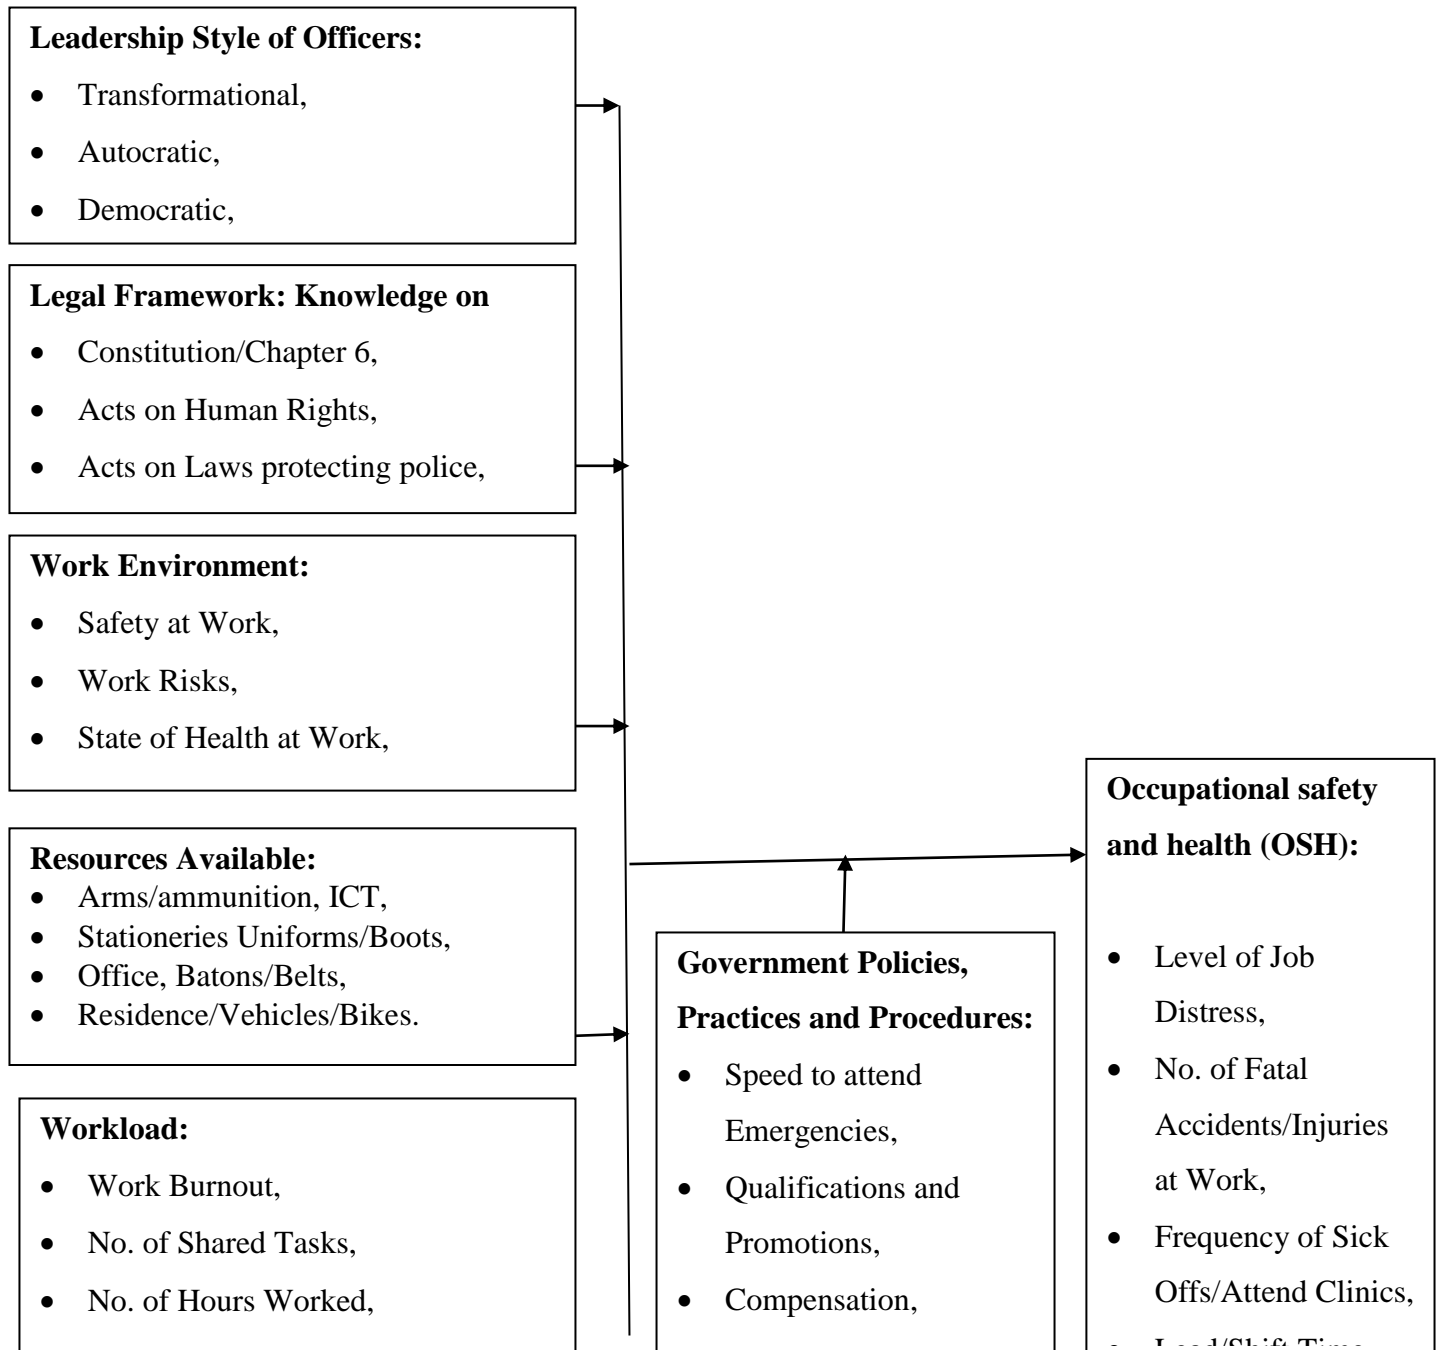 Leadership Style of Officers:
• Transformational,
• Autocratic,
• Democratic,
Legal Framework: Knowledge on
• Constitution/Chapter 6,
• Acts on Human Rights,
• Acts on Laws protecting police,
Work Environment:
• Safety at Work,
• Work Risks,
• State of Health at Work,
Resources Available:
• Arms/ammunition, ICT,
• Stationeries Uniforms/Boots,
• Office, Batons/Belts,
• Residence/Vehicles/Bikes.
Workload:
• Work Burnout,
• No. of Shared Tasks,
• No. of Hours Worked,
Government Policies,
Practices and Procedures:
• Speed to attend
Emergencies,
• Qualifications and
Promotions,
• Compensation,
Occupational safety
and health (OSH):
• Level of Job
Distress,
• No. of Fatal
Accidents/Injuries
at Work,
• Frequency of Sick
Offs/Attend Clinics,